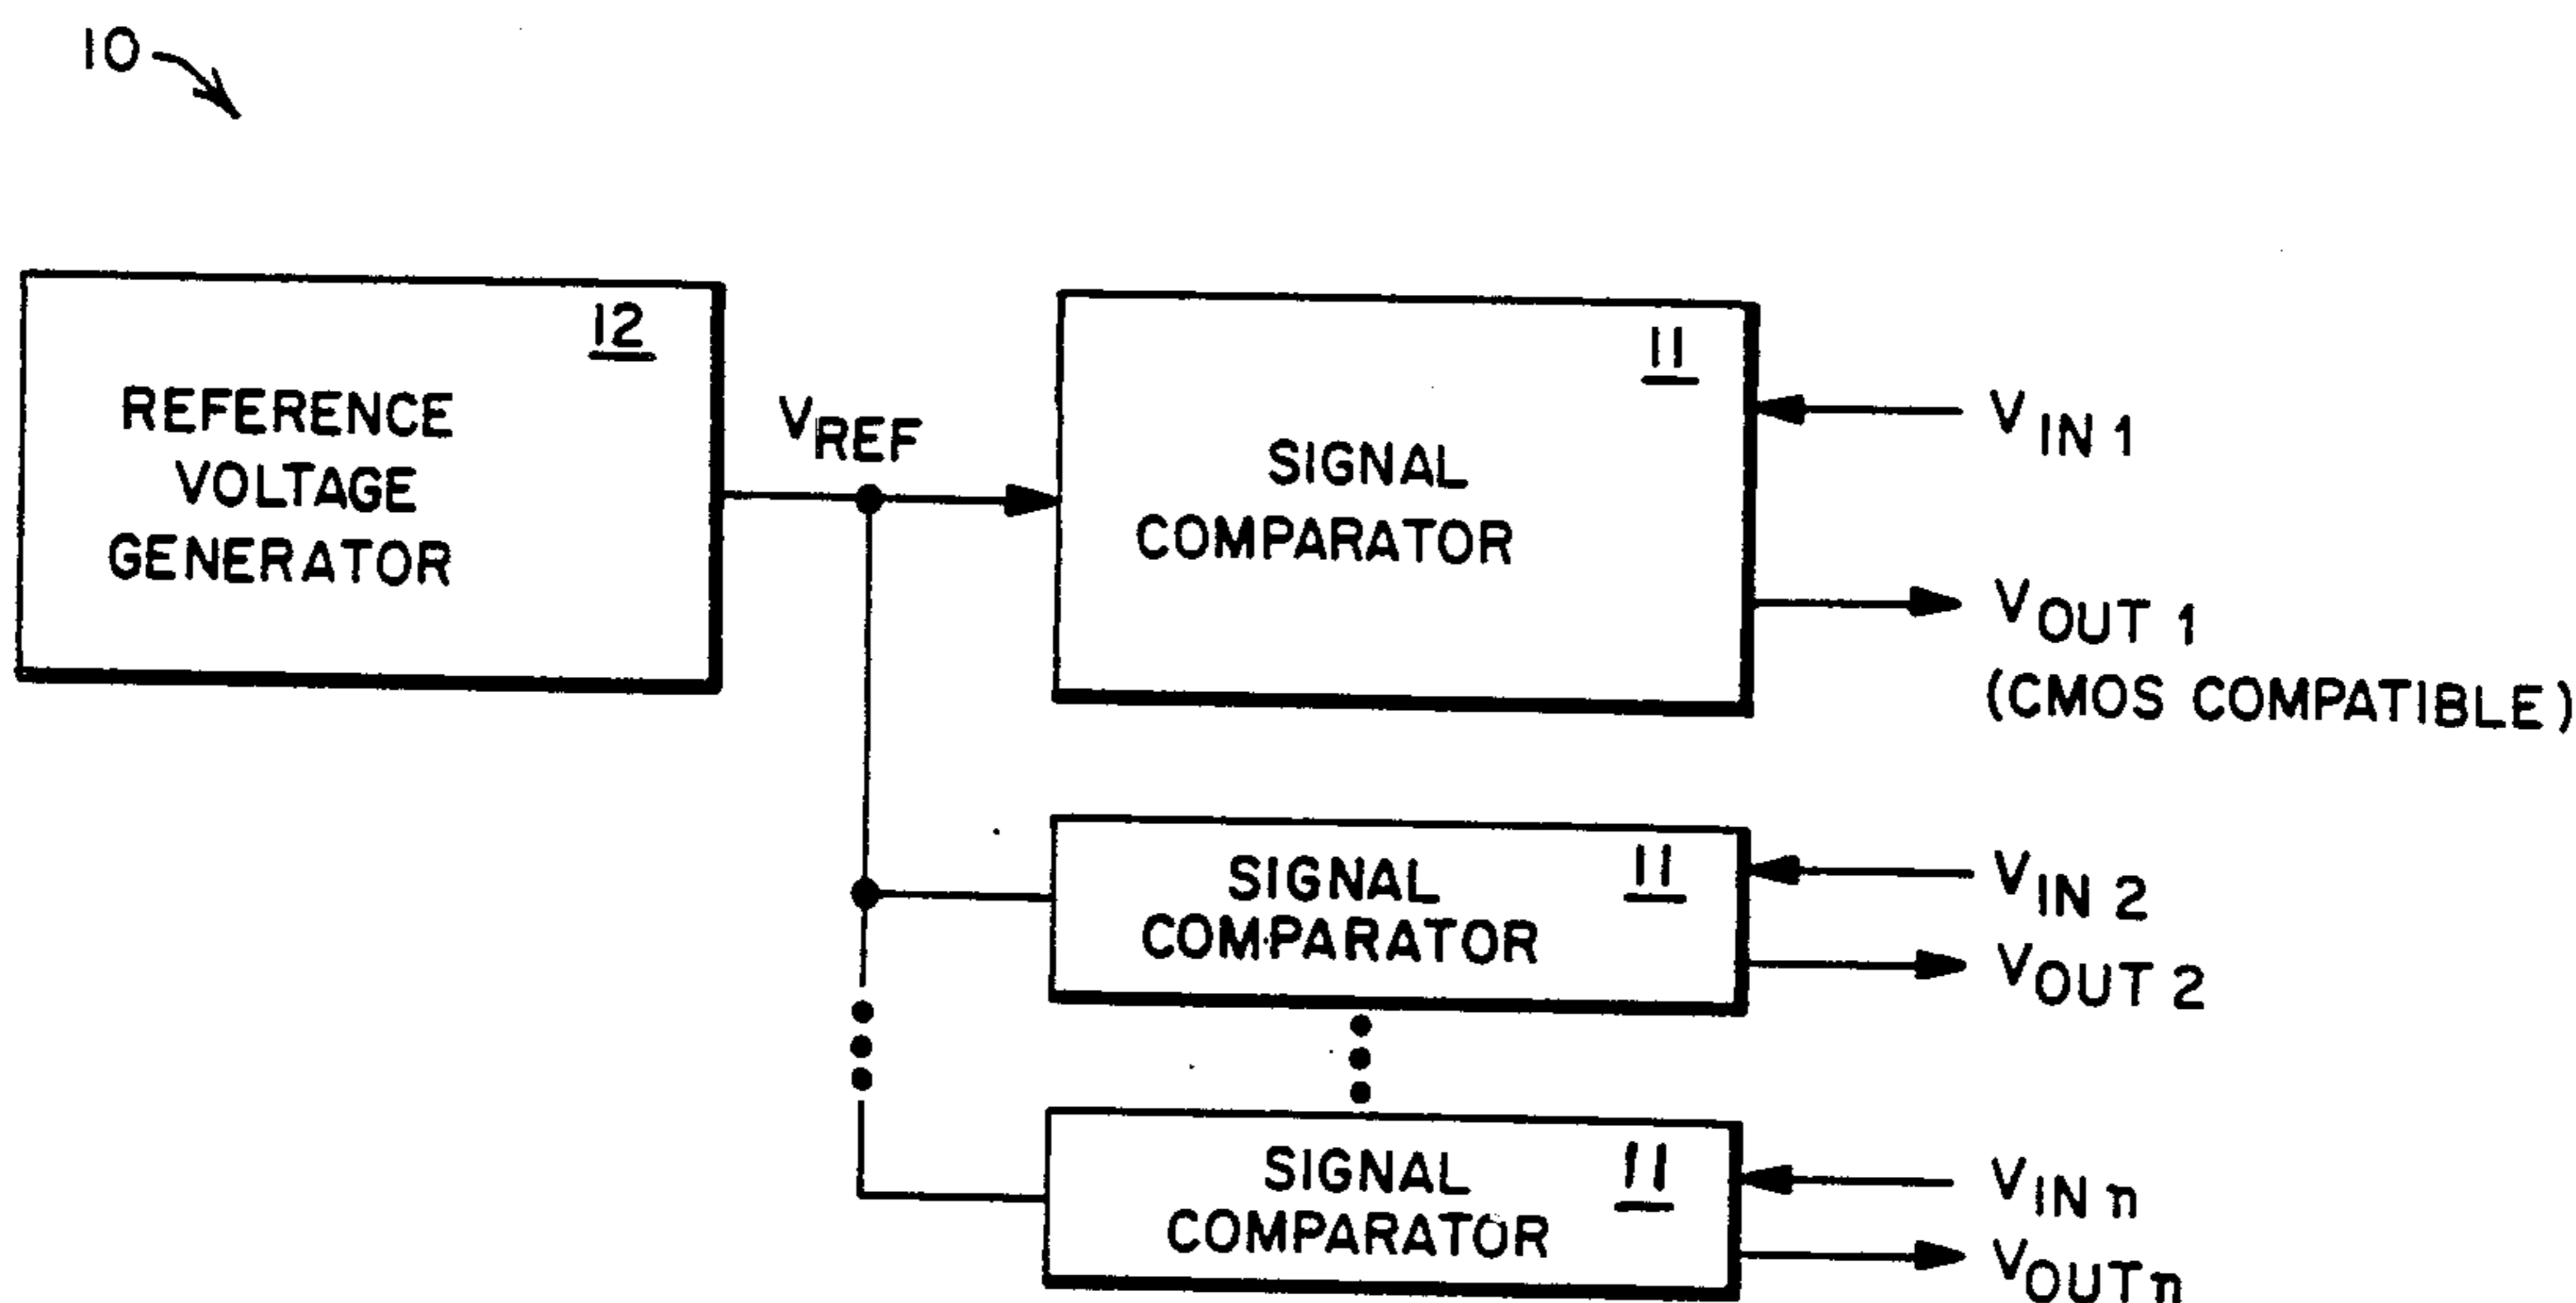 10
12
REFERENCE
VOLTAGE
GENERATOR
VREF
11
SIGNAL
COMPARATOR
VIN 1
VOUT 1
(CMOS COMPATIBLE)
11
SIGNAL
COMPARATOR
VIN 2
VOUT 2
11
SIGNAL
COMPARATOR
VIN n
VOUT n